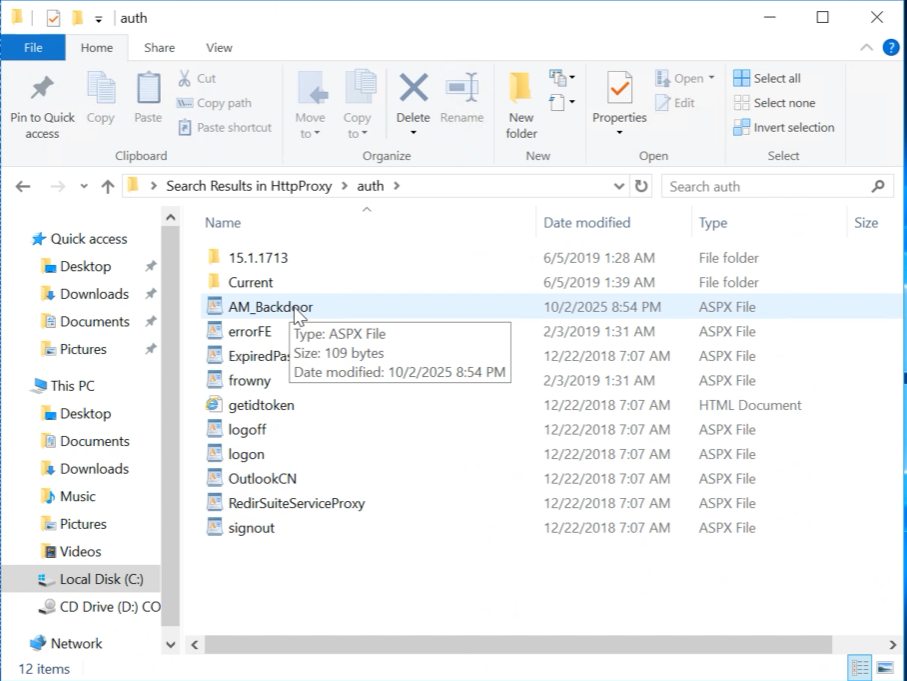 auth
File Home Share View
Pin to Quick access
Copy
Paste
Cut
Copy path
Paste shortcut
Clipboard
Move to
Copy to
Delete
Rename
Organize
New folder
New
Properties
Open
Edit
Open
Select all
Select none
Invert selection
Select
Search Results in HttpProxy > auth >
Search auth
Name Date modified Type Size
Quick access
Desktop
Downloads
Documents
Pictures
This PC
Desktop
Documents
Downloads
Music
Pictures
Videos
Local Disk (C:)
CD Drive (D:) CO
Network
15.1.1713 6/5/2019 1:28 AM File folder
Current 6/5/2019 1:39 AM File folder
AM_Backdoor 10/2/2025 8:54 PM ASPX File
errorFE 2/3/2019 1:31 AM ASPX File
ExpiredPas 12/22/2018 7:07 AM ASPX File
frowny 2/3/2019 1:31 AM ASPX File
getidtoken 12/22/2018 7:07 AM HTML Document
logoff 12/22/2018 7:07 AM ASPX File
logon 12/22/2018 7:07 AM ASPX File
OutlookCN 12/22/2018 7:07 AM ASPX File
RedirSuiteServiceProxy 12/22/2018 7:07 AM ASPX File
signout 12/22/2018 7:07 AM ASPX File
Type: ASPX File
Size: 109 bytes
Date modified: 10/2/2025 8:54 PM
12 items